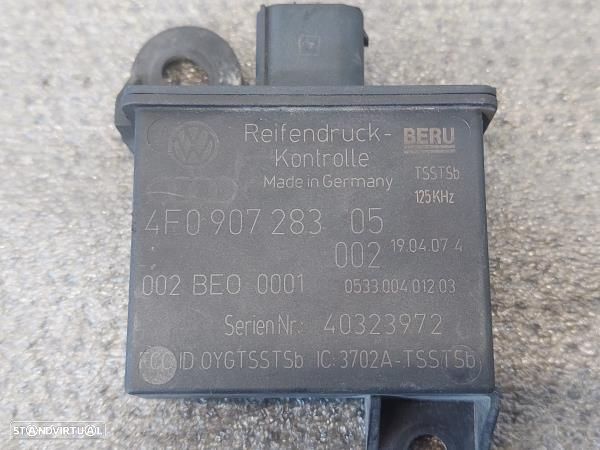 Reifendruck-
Kontrolle
Made in Germany
BERU
TSSTSb
125KHz
4F0 907 283 05
002 19.04.07 4
002 BEO 0001 0533 004 012 03
Serien Nr.: 40323972
FCC ID OYGTSSTSb IC: 3702A-TSSTSb
STANDVIRTUAL